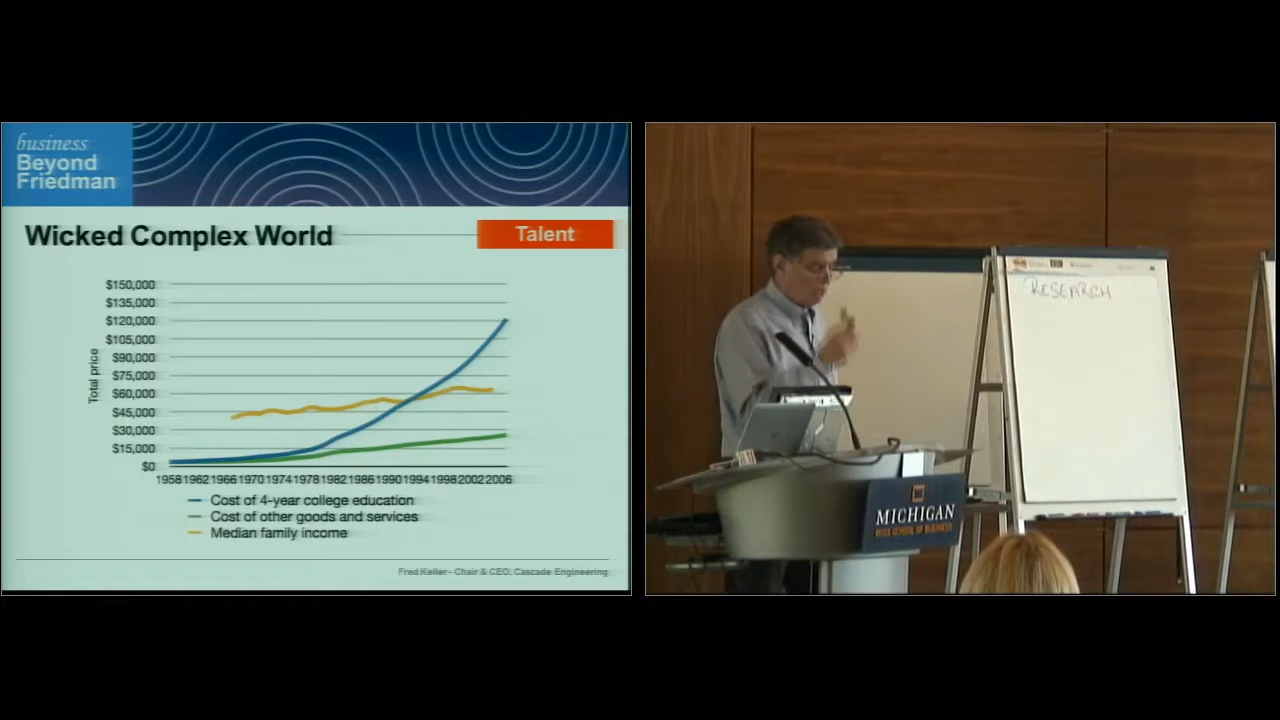 business
Beyond
Friedman
Wicked Complex World
Talent
$150,000
$135,000
$120,000
$105,000
$90,000
$75,000
$60,000
$45,000
$30,000
$15,000
$0
Total price
1958 1962 1966 1970 1974 1978 1982 1986 1990 1994 1998 2002 2006
Cost of 4-year college education
Cost of other goods and services
Median family income
Fred Keller - Chair & CEO, Cascade Engineering
RESEARCH
MICHIGAN
ROSS SCHOOL OF BUSINESS